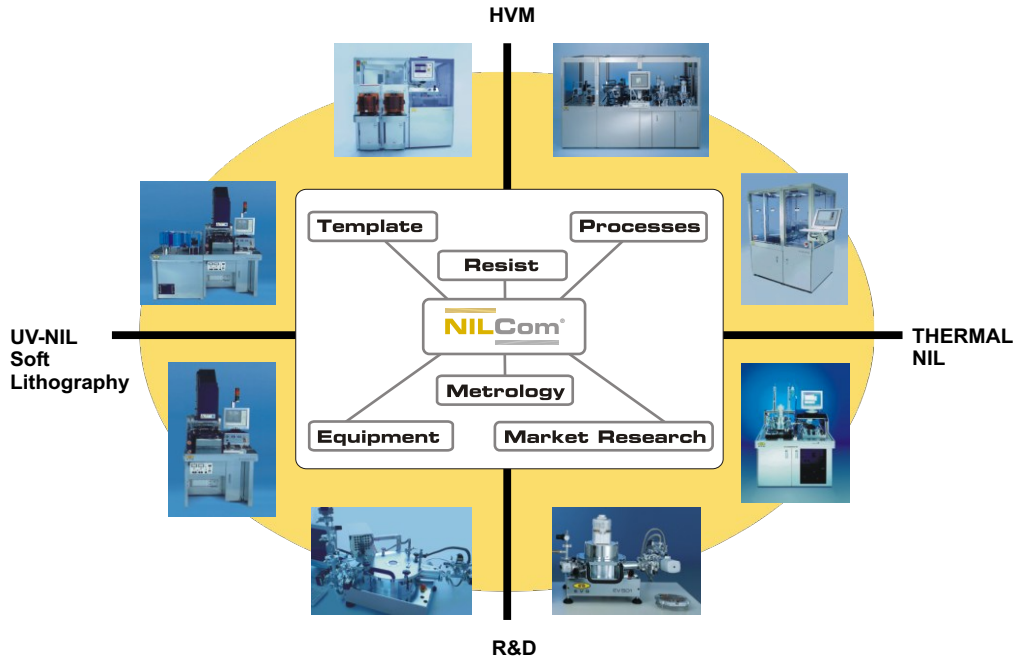 HVM
Template
Processes
Resist
NILCom®
UV-NIL
Soft
Lithography
THERMAL
NIL
Metrology
Equipment
Market Research
R&D